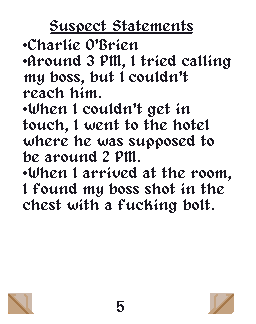 Suspect Statements
•Charlie O'Brien
•Around 3 PM, I tried calling
my boss, but I couldn't
reach him.
•When I couldn't get in
touch, I went to the hotel
where he was supposed to
be around 2 PM.
•When I arrived at the room,
I found my boss shot in the
chest with a fucking bolt.
5